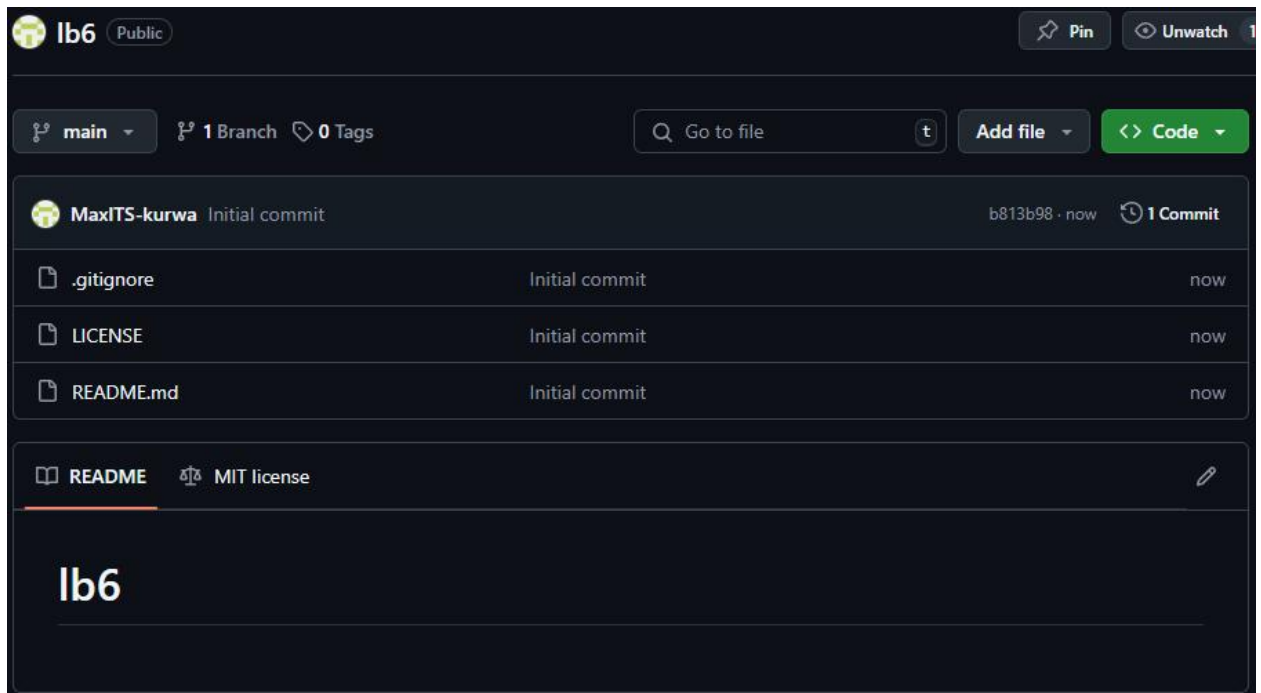 lb6 Public Pin Unwatch 1
main 1 Branch 0 Tags Go to file t Add file <> Code
MaxITS-kurwa Initial commit b813b98 · now 1 Commit
.gitignore Initial commit now
LICENSE Initial commit now
README.md Initial commit now
README MIT license
lb6